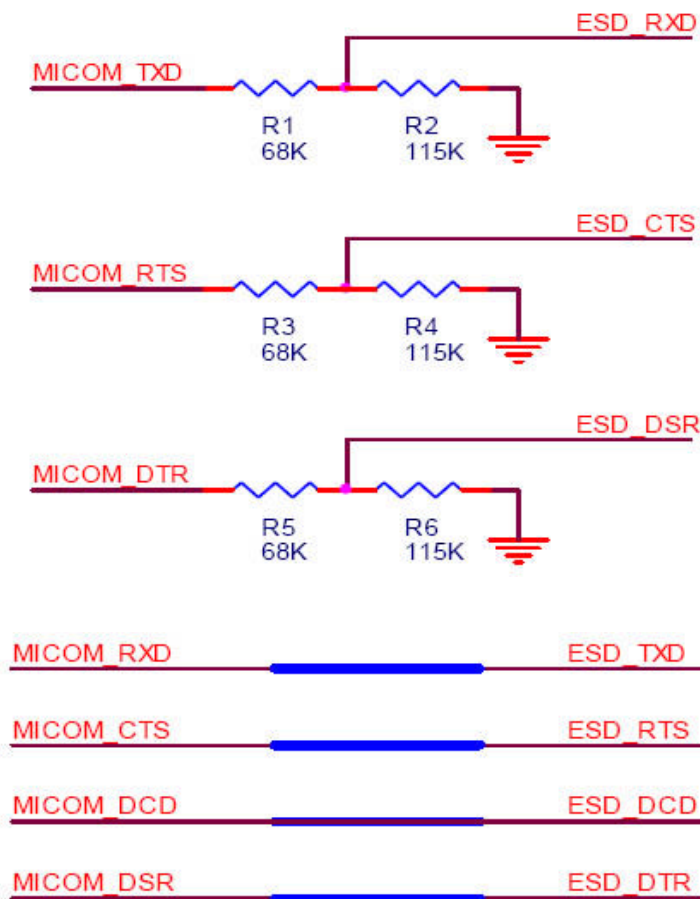 ESD_RXD
MICOM_TXD
R1 R2
68K 115K
ESD_CTS
MICOM_RTS
R3 R4
68K 115K
ESD_DSR
MICOM_DTR
R5 R6
68K 115K
MICOM_RXD ESD_TXD
MICOM_CTS ESD_RTS
MICOM_DCD ESD_DCD
MICOM_DSR ESD_DTR